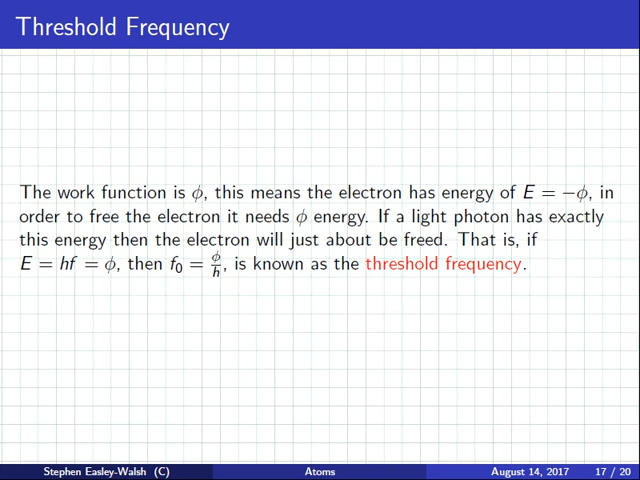 Threshold Frequency
The work function is ϕ, this means the electron has energy of E = −ϕ, in
order to free the electron it needs ϕ energy. If a light photon has exactly
this energy then the electron will just about be freed. That is, if
E = hf = ϕ, then f₀ = ϕ/h, is known as the threshold frequency.
Stephen Easley-Walsh (C) Atoms August 14, 2017 17 / 20